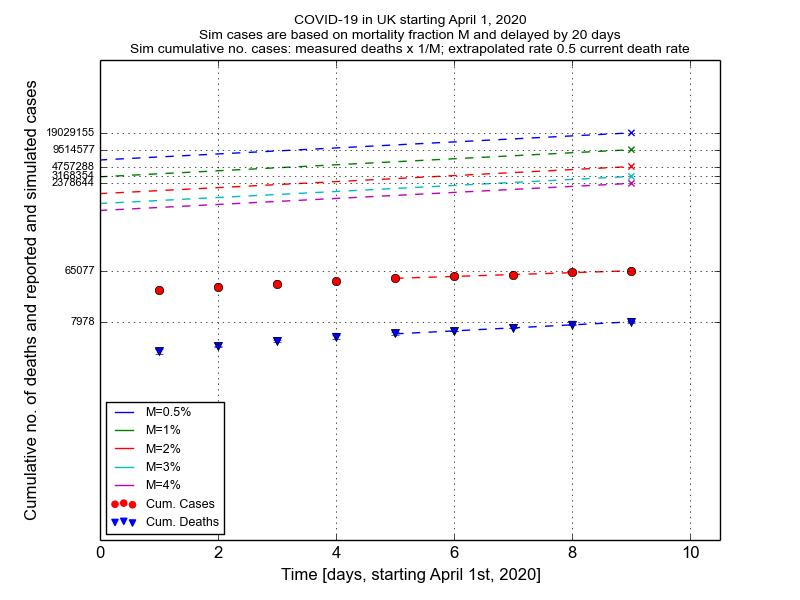 COVID-19 in UK starting April 1, 2020
Sim cases are based on mortality fraction M and delayed by 20 days
Sim cumulative no. cases: measured deaths x 1/M; extrapolated rate 0.5 current death rate
Cumulative no. of deaths and reported and simulated cases
19029155
9514577
4757288
3168354
2378644
65077
7978
M=0.5%
M=1%
M=2%
M=3%
M=4%
Cum. Cases
Cum. Deaths
0 2 4 6 8 10
Time [days, starting April 1st, 2020]